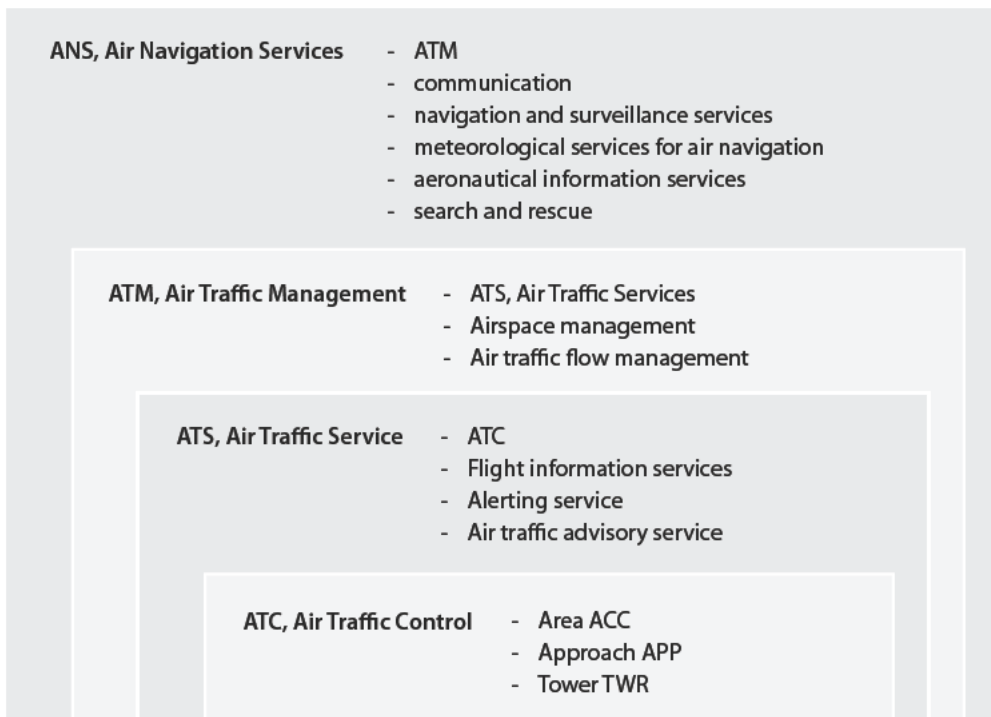 ANS, Air Navigation Services - ATM
- communication
- navigation and surveillance services
- meteorological services for air navigation
- aeronautical information services
- search and rescue
ATM, Air Traffic Management - ATS, Air Traffic Services
- Airspace management
- Air traffic flow management
ATS, Air Traffic Service - ATC
- Flight information services
- Alerting service
- Air traffic advisory service
ATC, Air Traffic Control - Area ACC
- Approach APP
- Tower TWR